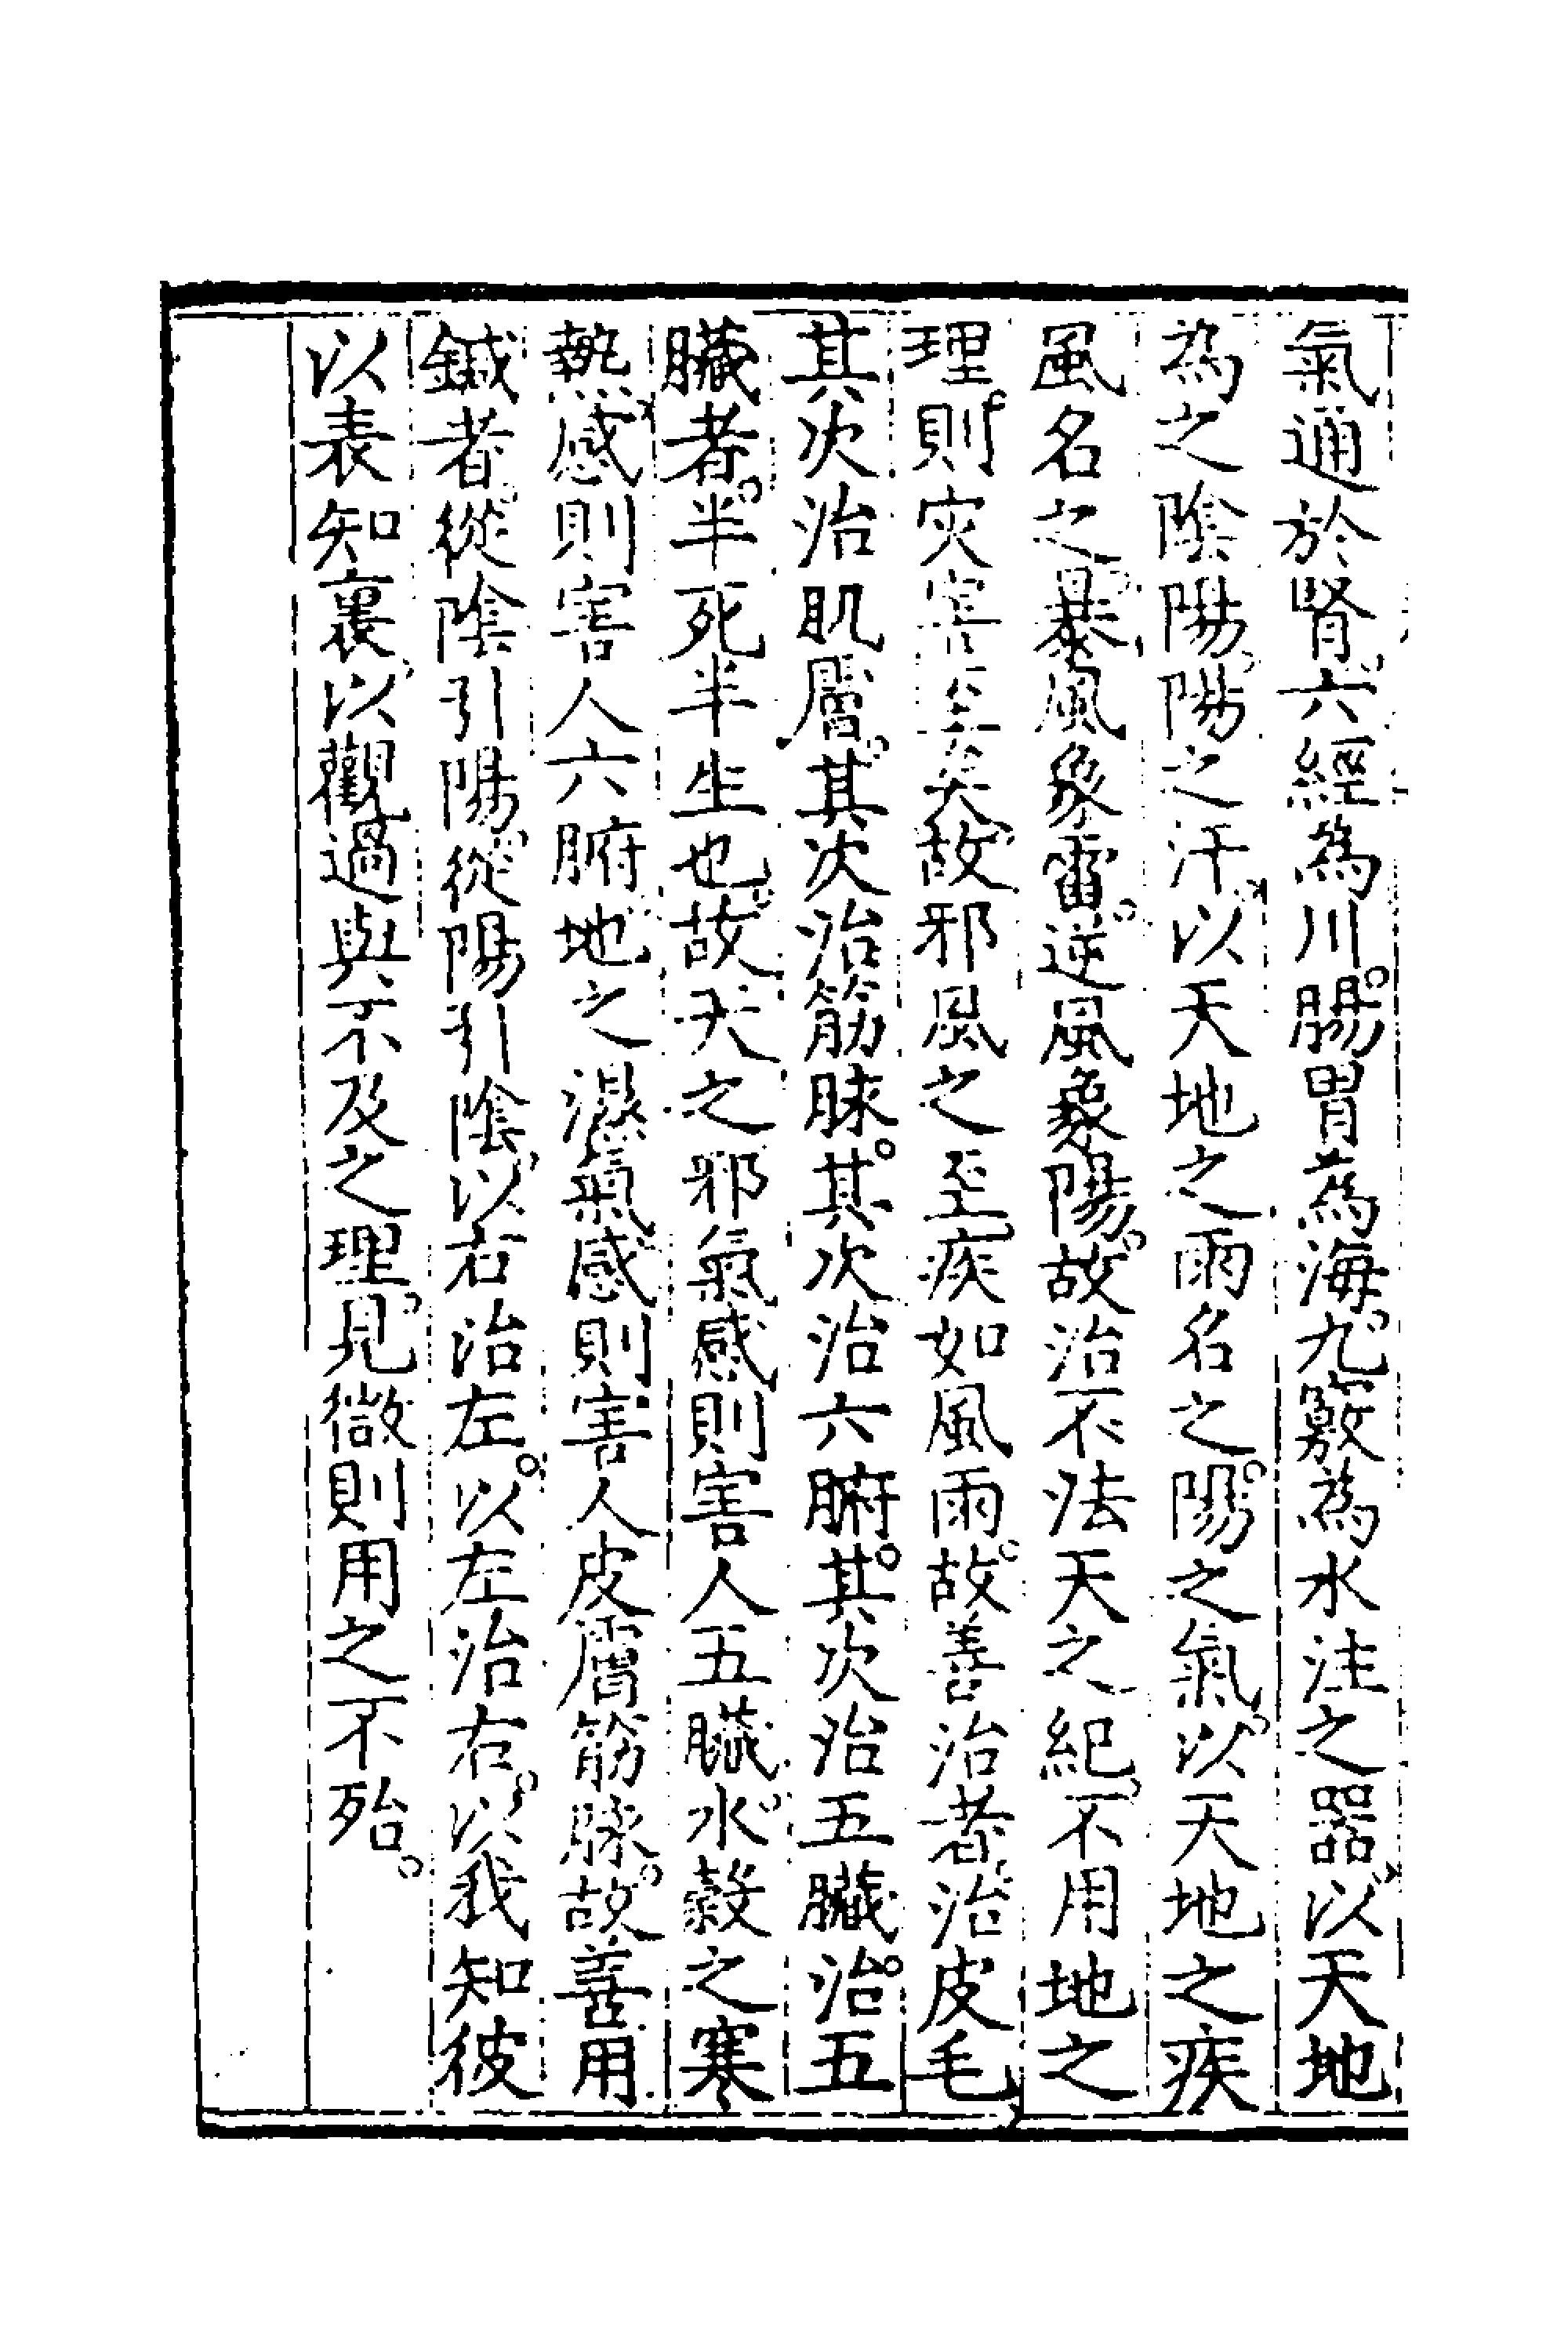 氣通於腎六經爲川腸胃爲海九竅爲水注之器以天地
爲之陰陽陽之汗以天地之雨名之陽之氣以天地之疾
風名之暴風象雷逆風象陽故治不法天之紀不用地之
理則災害至矣故邪風之至疾如風雨故善治者治皮毛
其次治肌膚其次治筋脉其次治六腑其次治五臟治五
臟者半死半生也故天之邪氣感則害人五臟水穀之寒
熱感則害人六腑地之濕氣感則害人皮膚筋脉故善用
鍼者從陰引陽從陽引陰以右治左以左治右以我知彼
以表知裏以觀過與不及之理見微則用之不殆